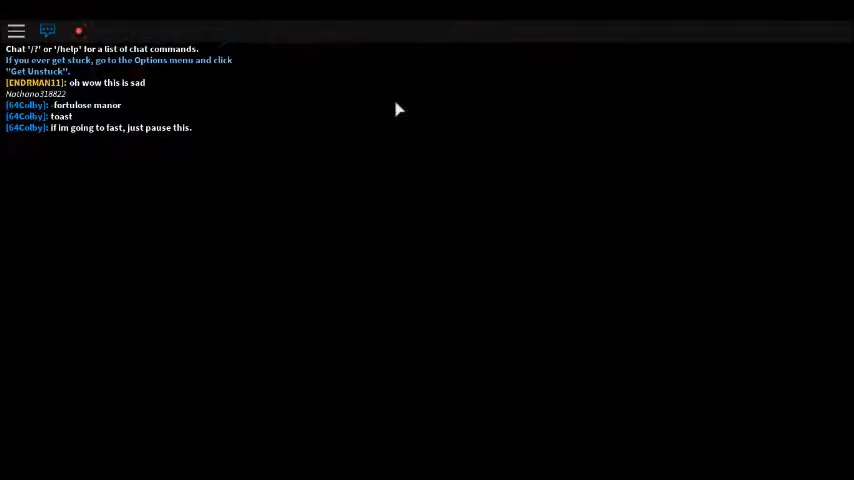 Chat '/?' or '/help' for a list of chat commands.
If you ever get stuck, go to the Options menu and click
"Get Unstuck".
[ENDRMAN11]: oh wow this is sad
Nathano318822
[64Colby]: -fortulose manor
[64Colby]: toast
[64Colby]: if im going to fast, just pause this.